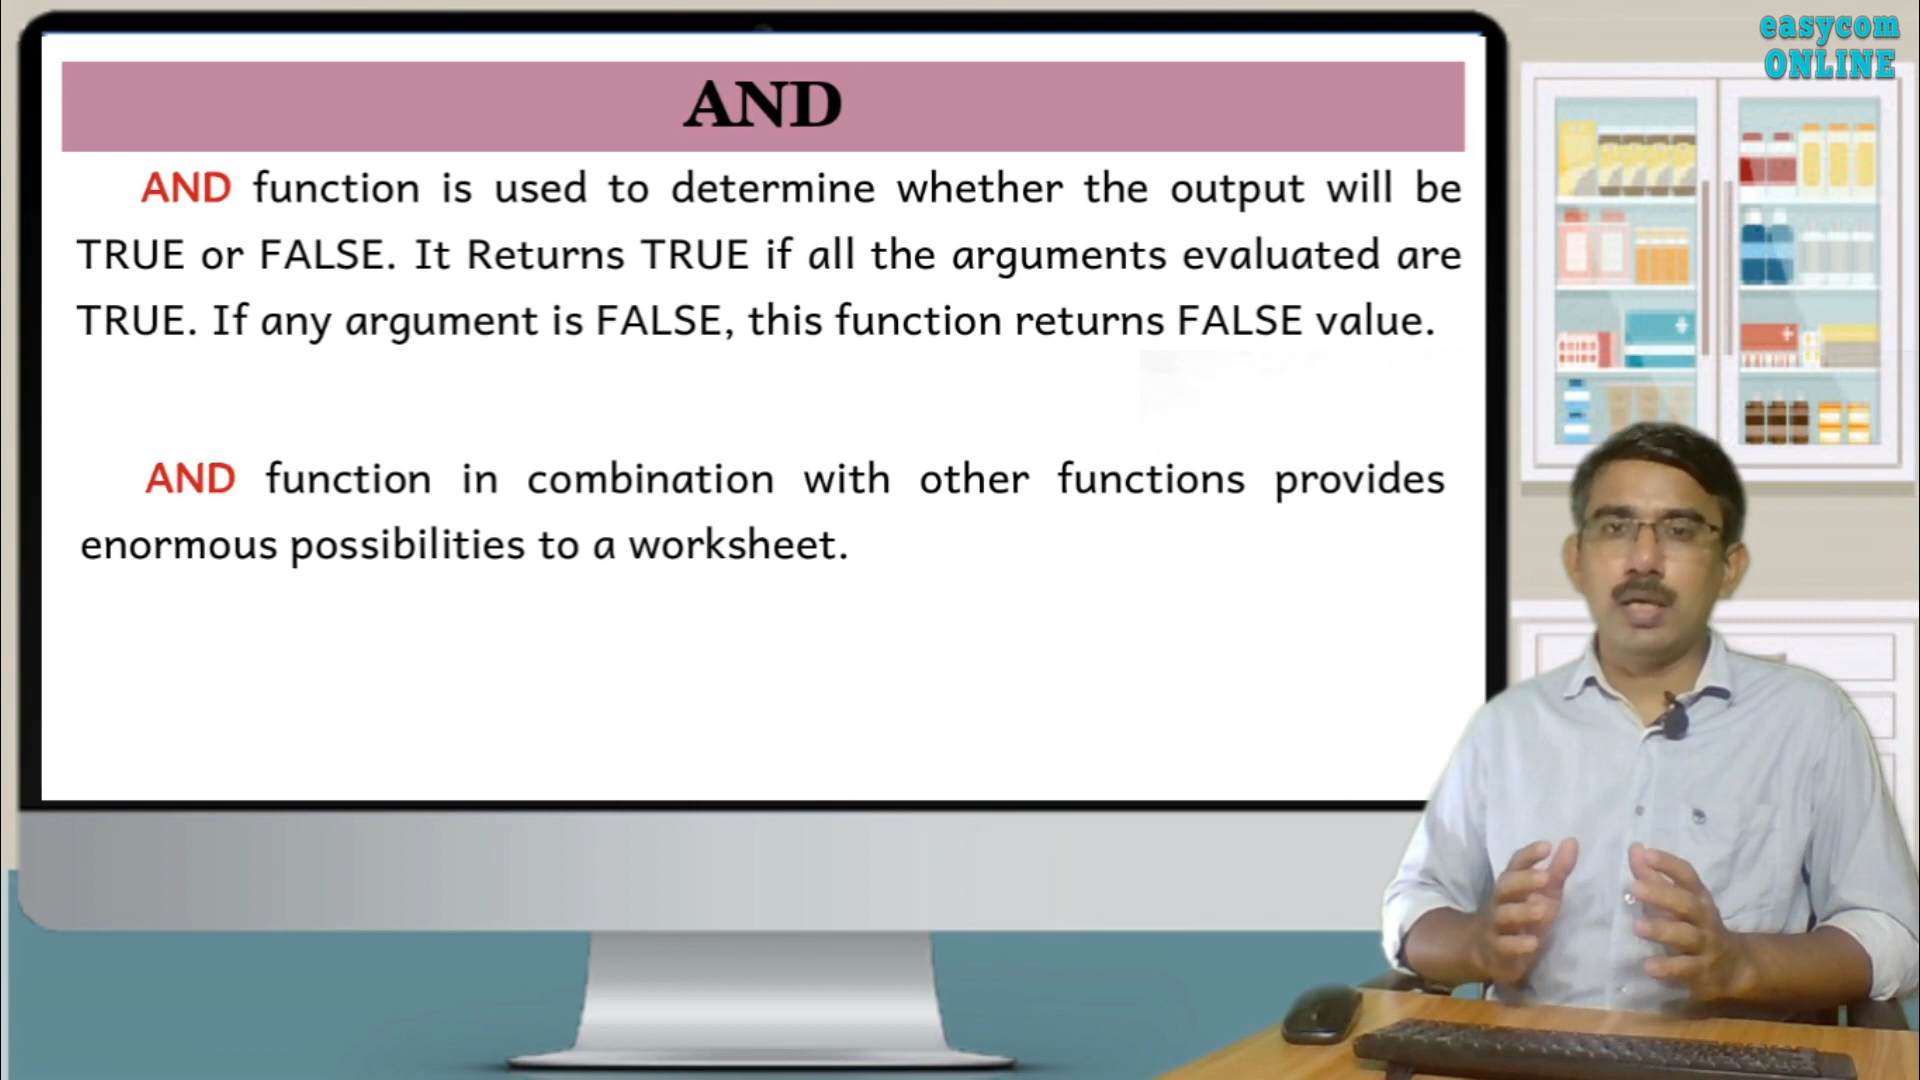 easycom
ONLINE
AND
AND function is used to determine whether the output will be
TRUE or FALSE. It Returns TRUE if all the arguments evaluated are
TRUE. If any argument is FALSE, this function returns FALSE value.
AND function in combination with other functions provides
enormous possibilities to a worksheet.